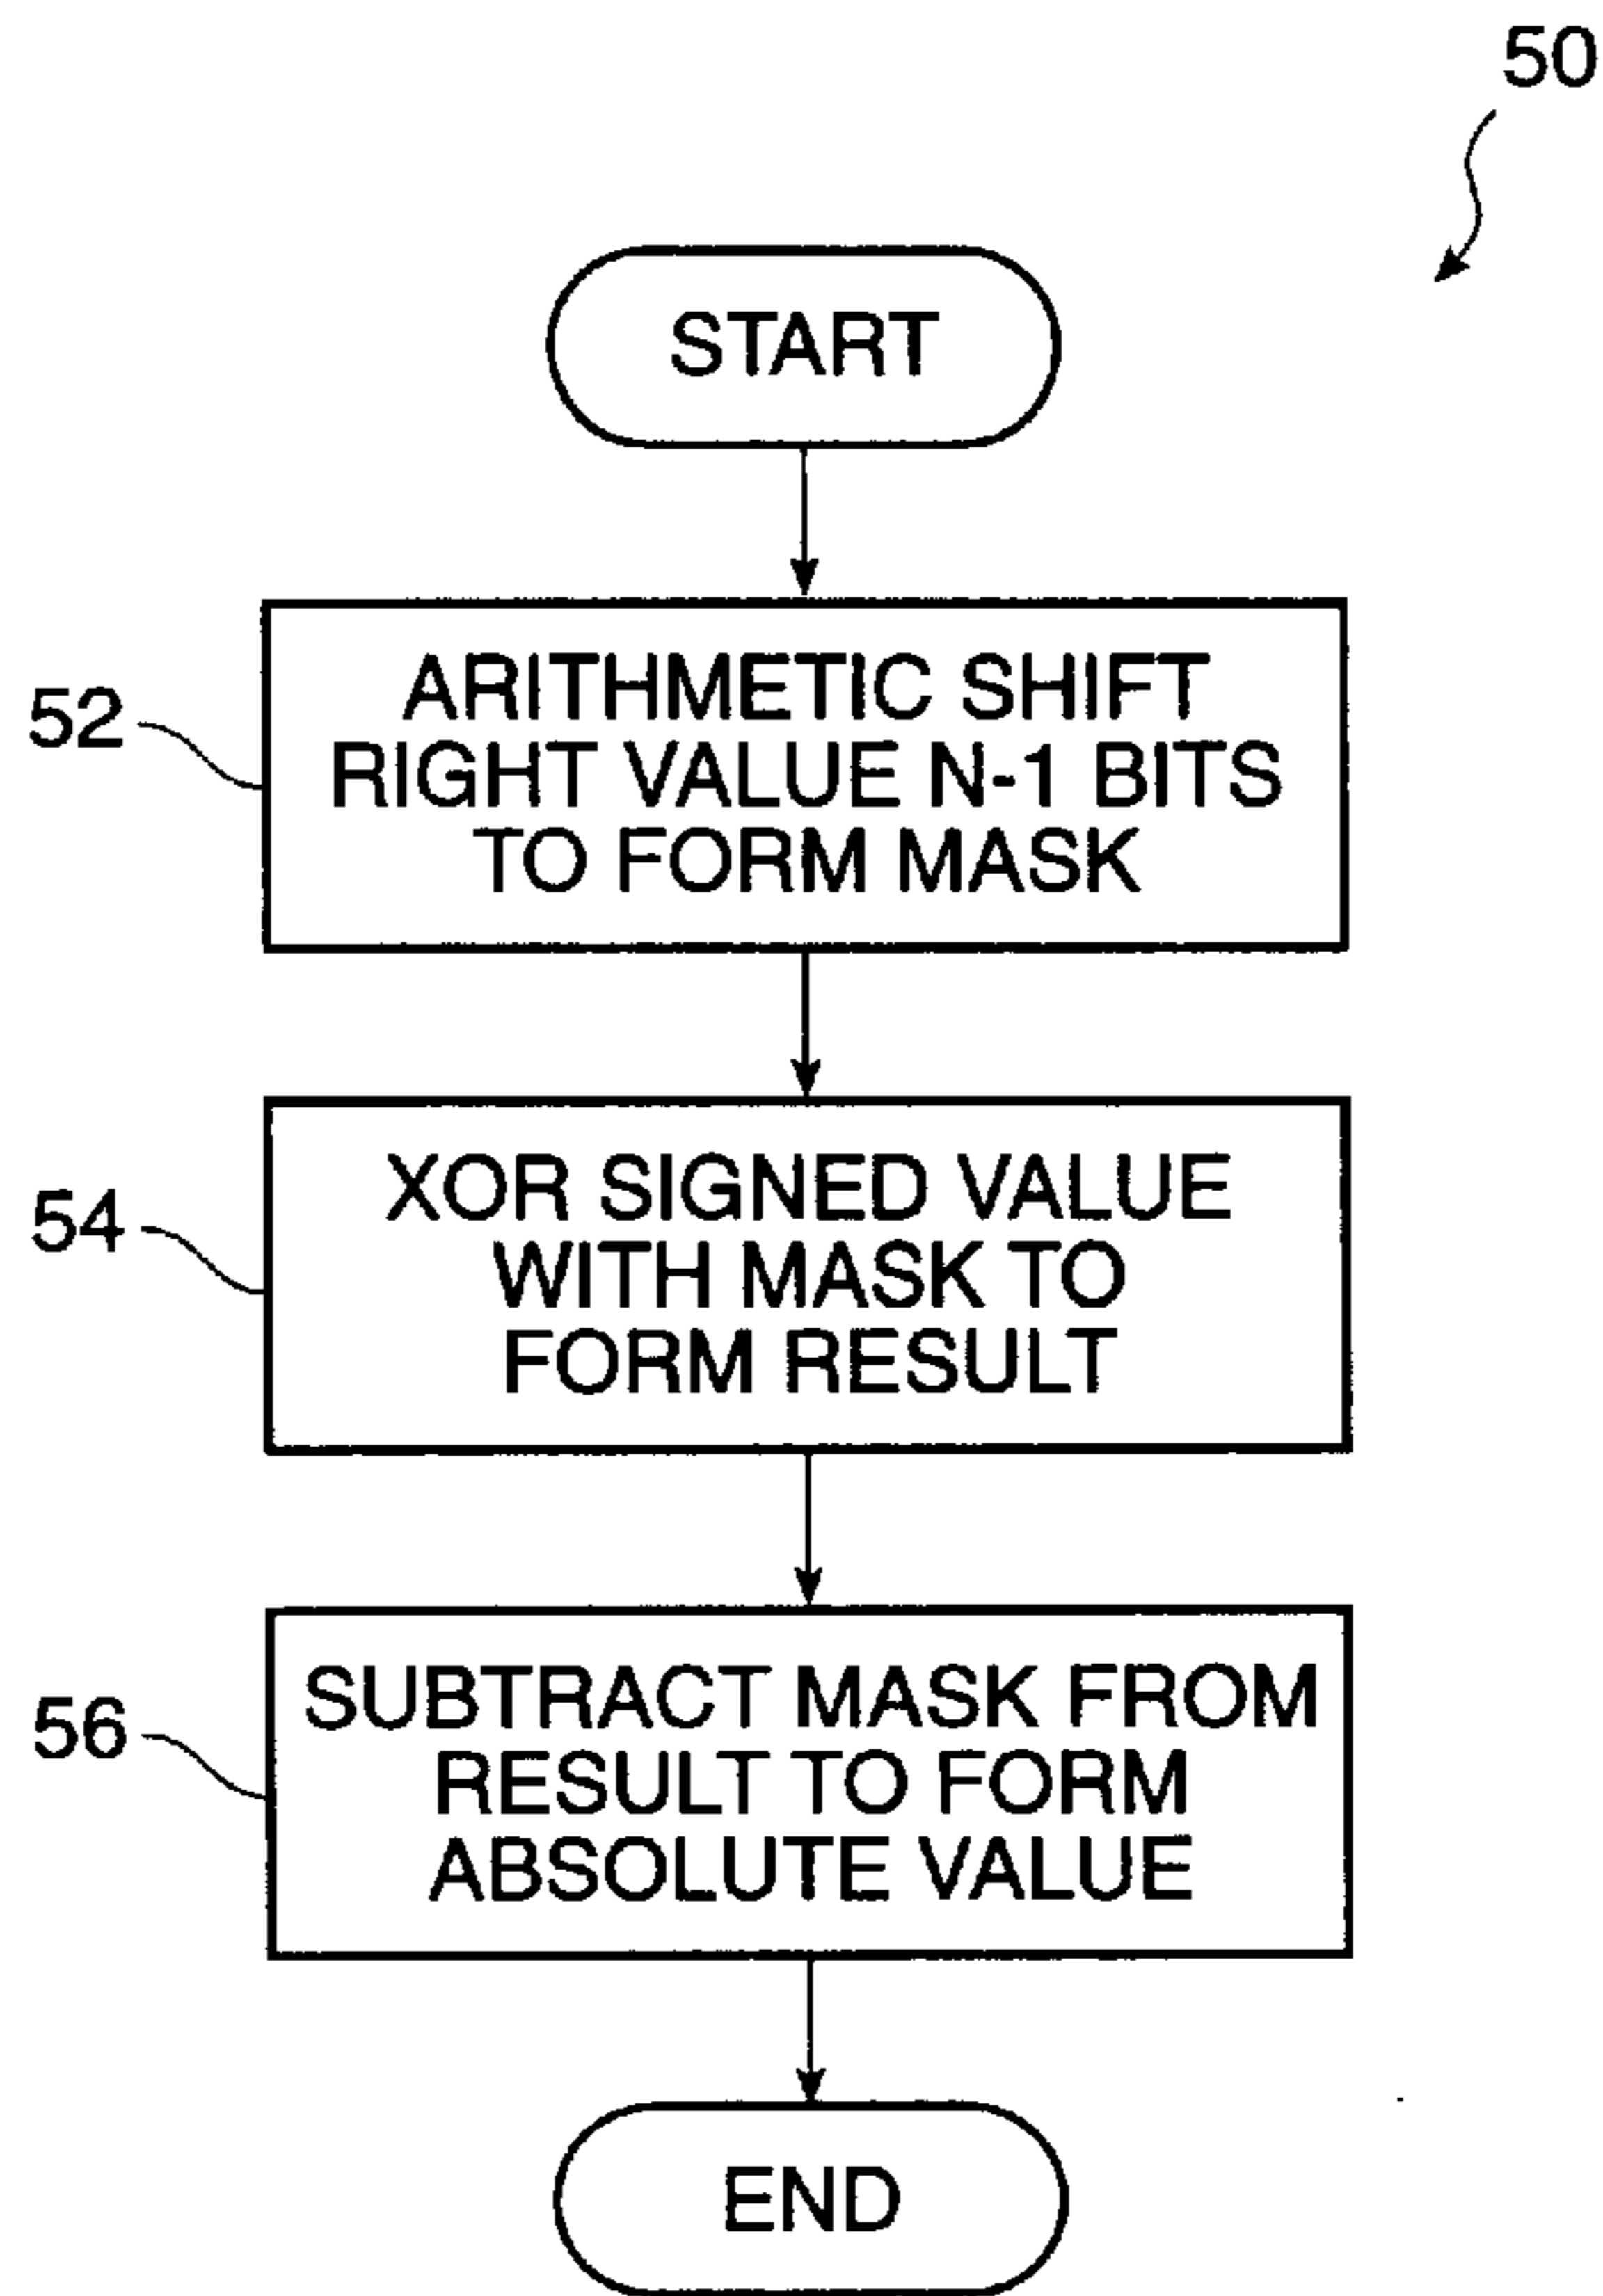 50
START
52
ARITHMETIC SHIFT
RIGHT VALUE N-1 BITS
TO FORM MASK
54
XOR SIGNED VALUE
WITH MASK TO
FORM RESULT
56
SUBTRACT MASK FROM
RESULT TO FORM
ABSOLUTE VALUE
END